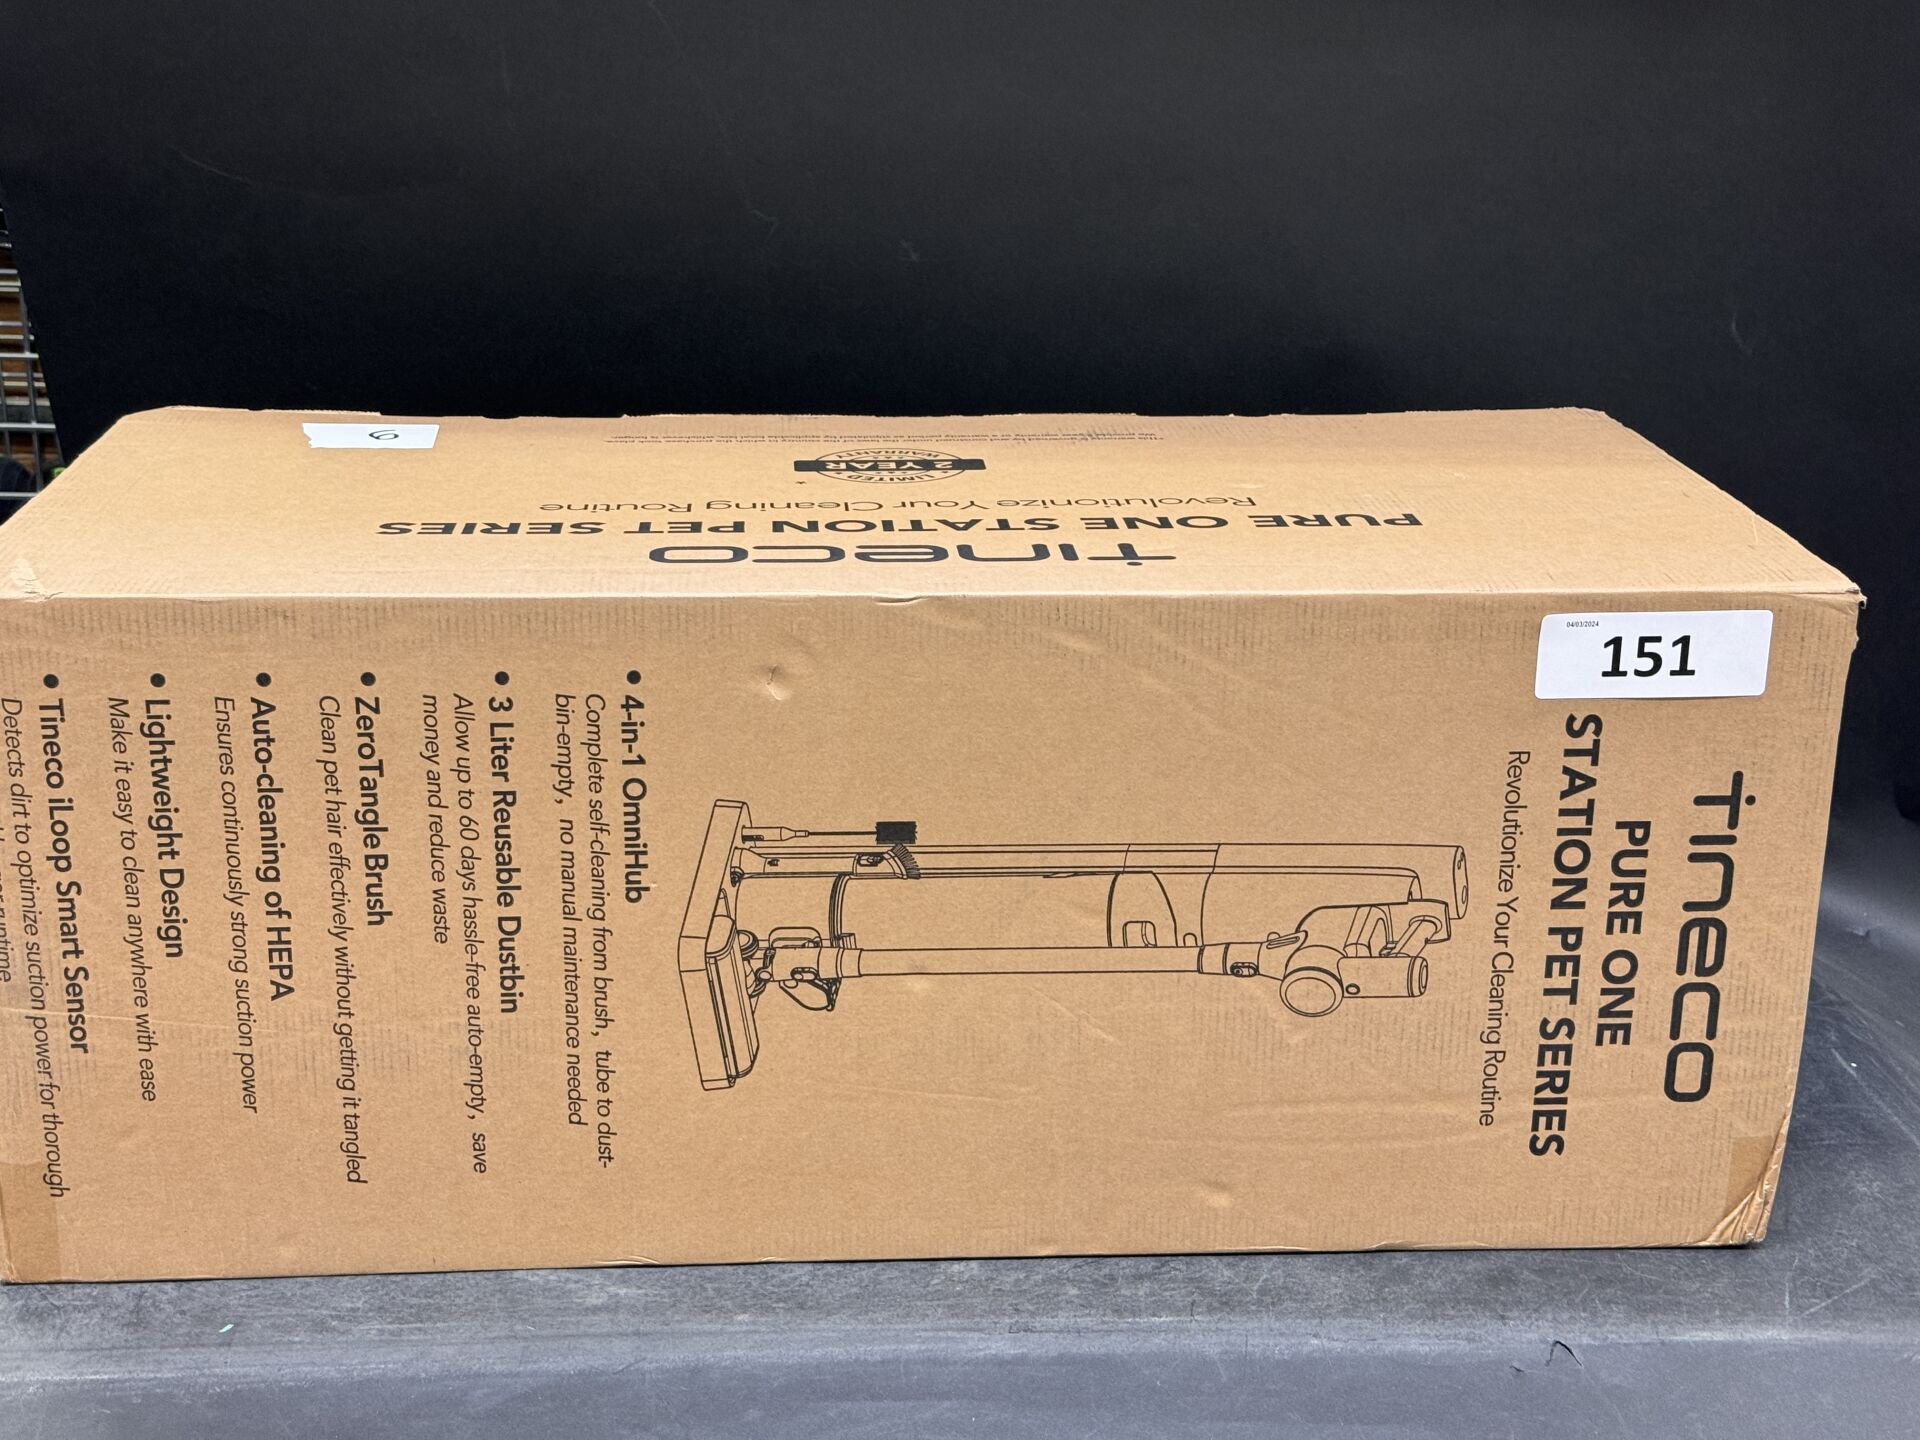 Tineco
PURE ONE
STATION PET SERIES
Revolutionize Your Cleaning Routine
04/03/2024
151
• 4-in-1 OmniHub
Complete self-cleaning from brush, tube to dust-
bin-empty, no manual maintenance needed
• 3 Liter Reusable Dustbin
Allow up to 60 days hassle-free auto-empty, save
money and reduce waste
• ZeroTangle Brush
Clean pet hair effectively without getting it tangled
• Auto-cleaning of HEPA
Ensures continuously strong suction power
• Lightweight Design
Make it easy to clean anywhere with ease
• Tineco iLoop Smart Sensor
Detects dirt to optimize suction power for thorough
runtime
Tineco
PURE ONE STATION PET SERIES
Revolutionize Your Cleaning Routine
LIMITED
2 YEAR
WARRANTY